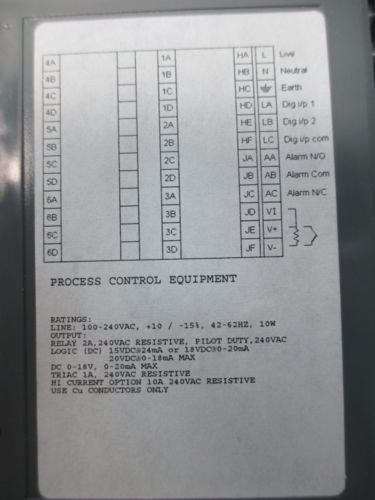 4A 1A HA L Live
4B 1B HB N Neutral
4C 1C HC Earth
4D 1D HD LA Dig i/p 1
5A 2A HE LB Dig i/p 2
5B 2B HF LC Dig i/p com
5C 2C JA AA Alarm N/O
5D 2D JB AB Alarm Com
6A 3A JC AC Alarm N/C
6B 3B JD VI
6C 3C JE V+
6D 3D JF V-
PROCESS CONTROL EQUIPMENT
RATINGS:
LINE: 100-240VAC, +10 / -15%, 42-62HZ, 10W
OUTPUT:
RELAY 2A,240VAC RESISTIVE, PILOT DUTY,240VAC
LOGIC (DC) 15VDC@24mA or 18VDC@0-20mA
20VDC@0-18mA MAX
DC 0-18V, 0-20mA MAX
TRIAC 1A, 240VAC RESISTIVE
HI CURRENT OPTION 10A 240VAC RESISTIVE
USE Cu CONDUCTORS ONLY